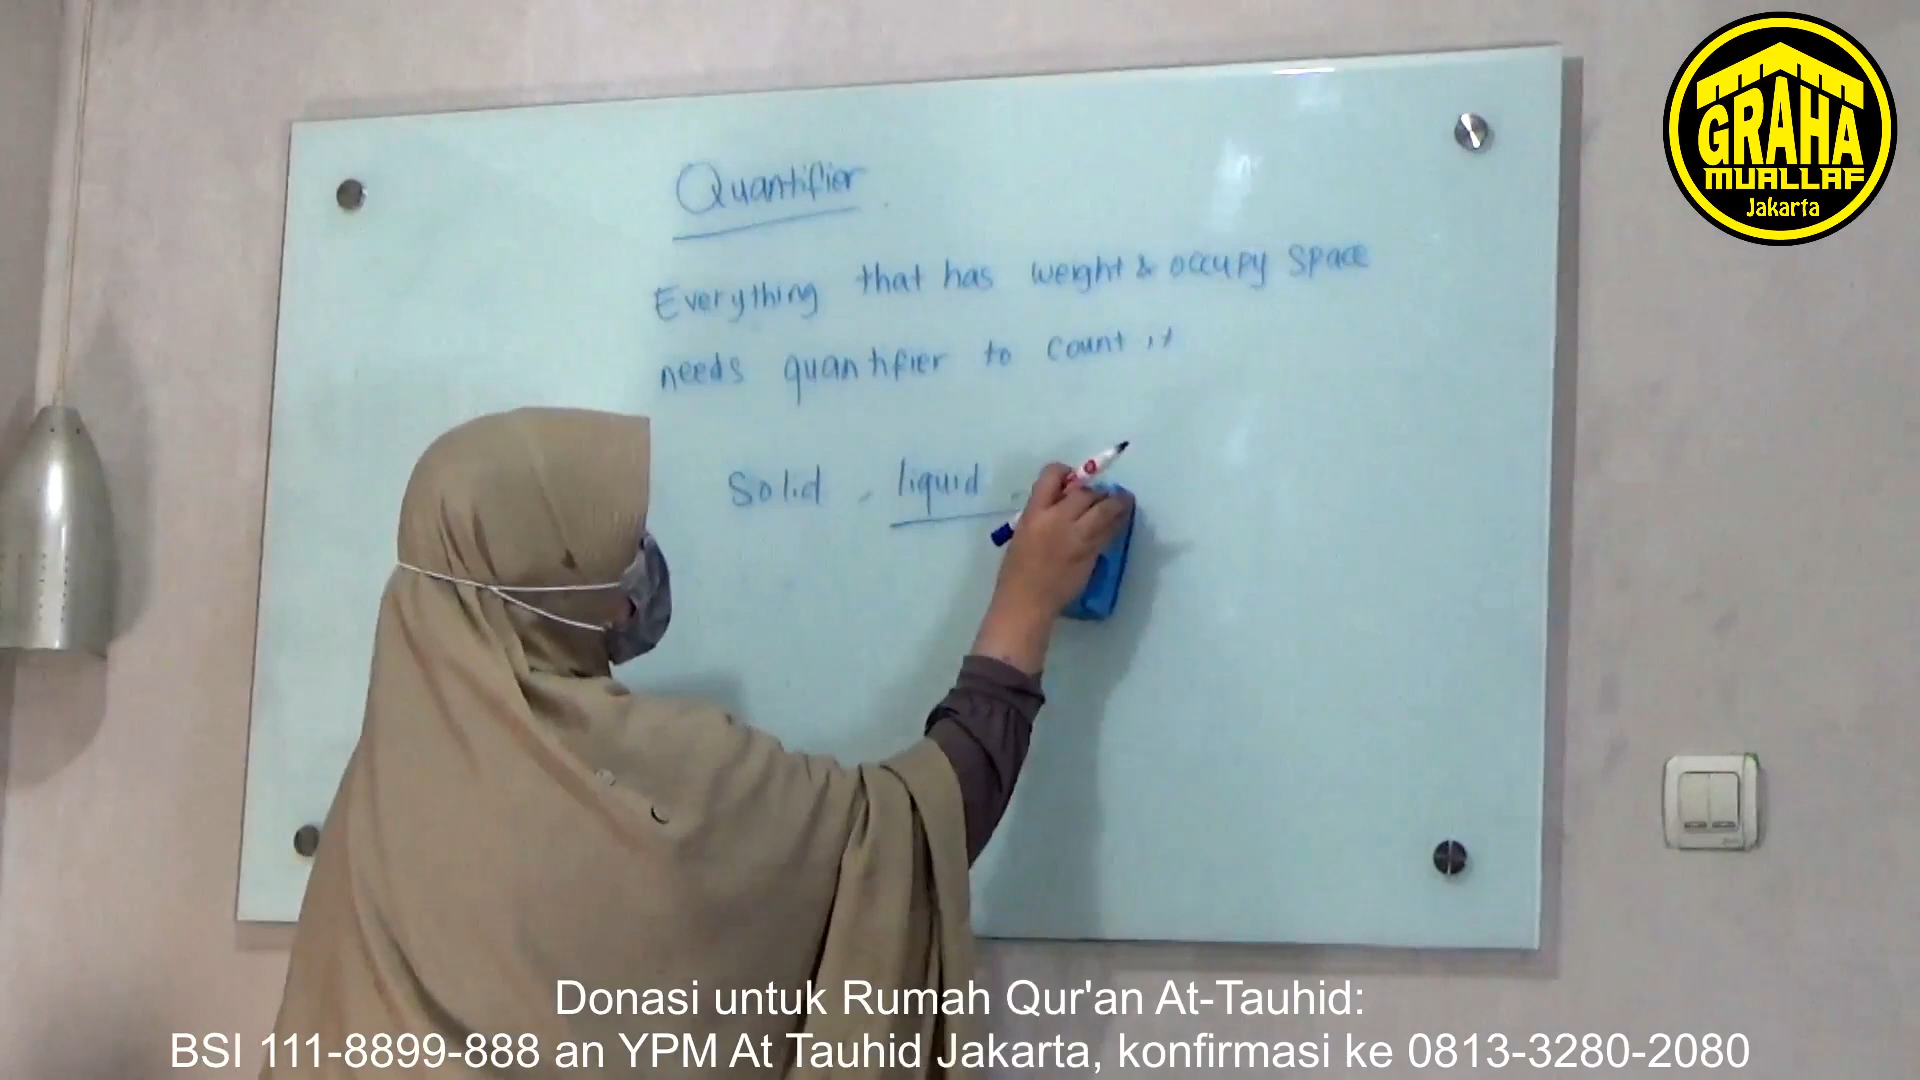 Quantifier
Everything that has weight & occupy space
needs quantifier to count it
Solid, liquid,
GRAHA
MUALLAF
Jakarta
Donasi untuk Rumah Qur'an At-Tauhid:
BSI 111-8899-888 an YPM At Tauhid Jakarta, konfirmasi ke 0813-3280-2080